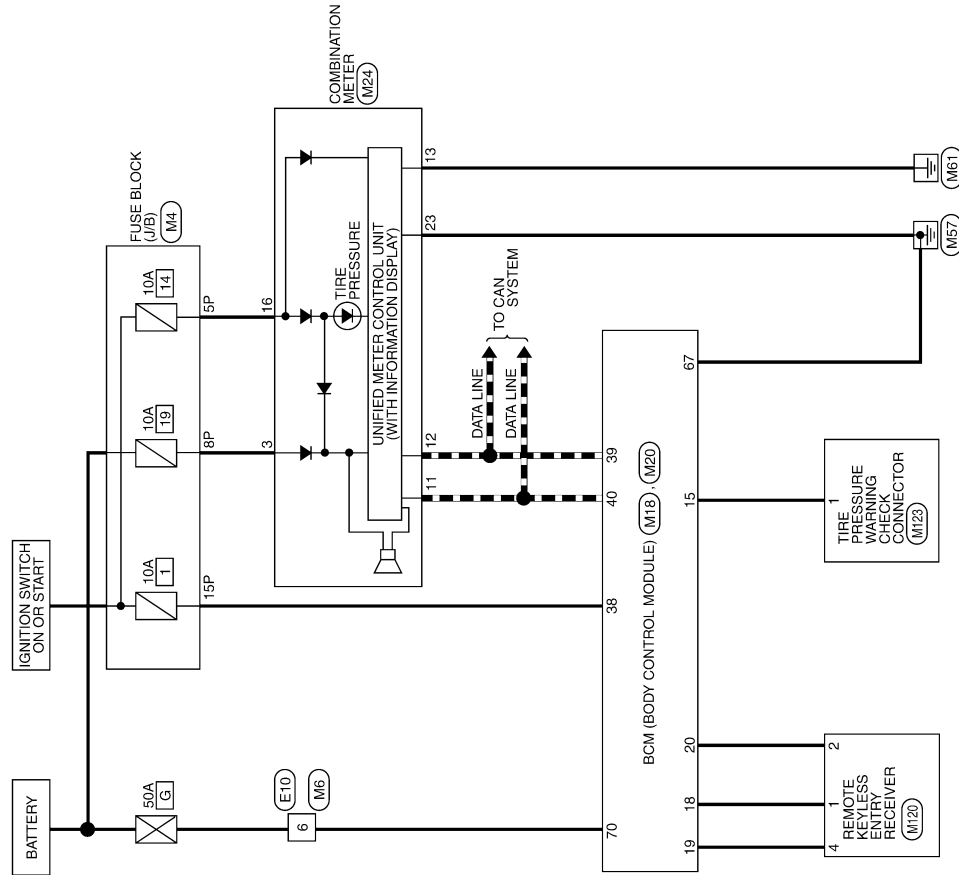 BATTERY
IGNITION SWITCH
ON OR START
50A
G
10A
1
10A
19
10A
14
FUSE BLOCK
(J/B)
M4
15P
8P
5P
E10
6
M6
3
16
COMBINATION
METER
M24
TIRE
PRESSURE
UNIFIED METER CONTROL UNIT
(WITH INFORMATION DISPLAY)
11
12
23
13
DATA LINE
DATA LINE
TO CAN
SYSTEM
70
38
40
39
BCM (BODY CONTROL MODULE) M18 , M20
19
18
20
15
67
4
1
2
REMOTE
KEYLESS
ENTRY
RECEIVER
M120
1
TIRE
PRESSURE
WARNING
CHECK
CONNECTOR
M123
M57
M61